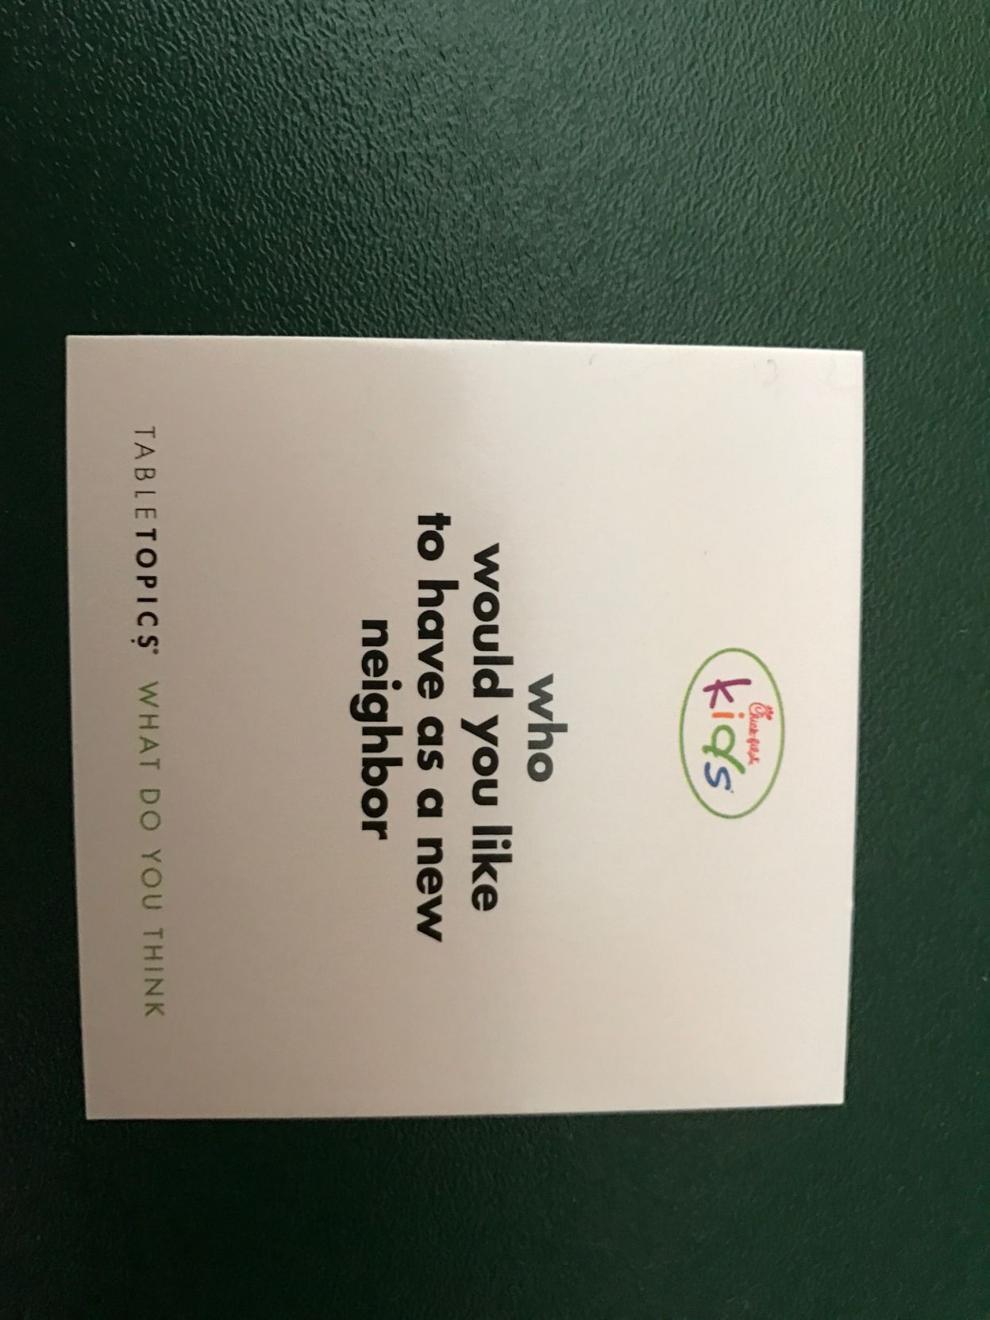 Chick-fil-A
kids
who
would you like
to have as a new
neighbor
TABLETOPICS® WHAT DO YOU THINK